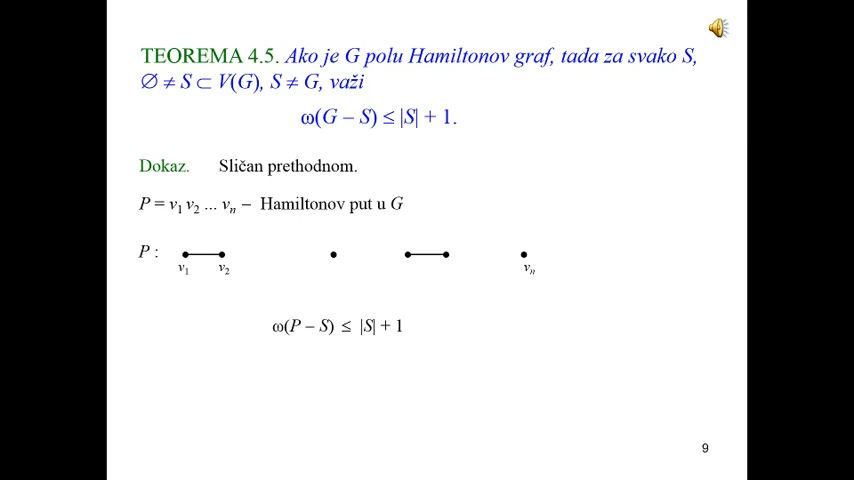 TEOREMA 4.5. Ako je G polu Hamiltonov graf, tada za svako S,
∅ ≠ S ⊂ V(G), S ≠ G, važi
ω(G – S) ≤ |S| + 1.
Dokaz. Sličan prethodnom.
P = v₁ v₂ ... vₙ – Hamiltonov put u G
P :
v₁ v₂ vₙ
ω(P – S) ≤ |S| + 1
9